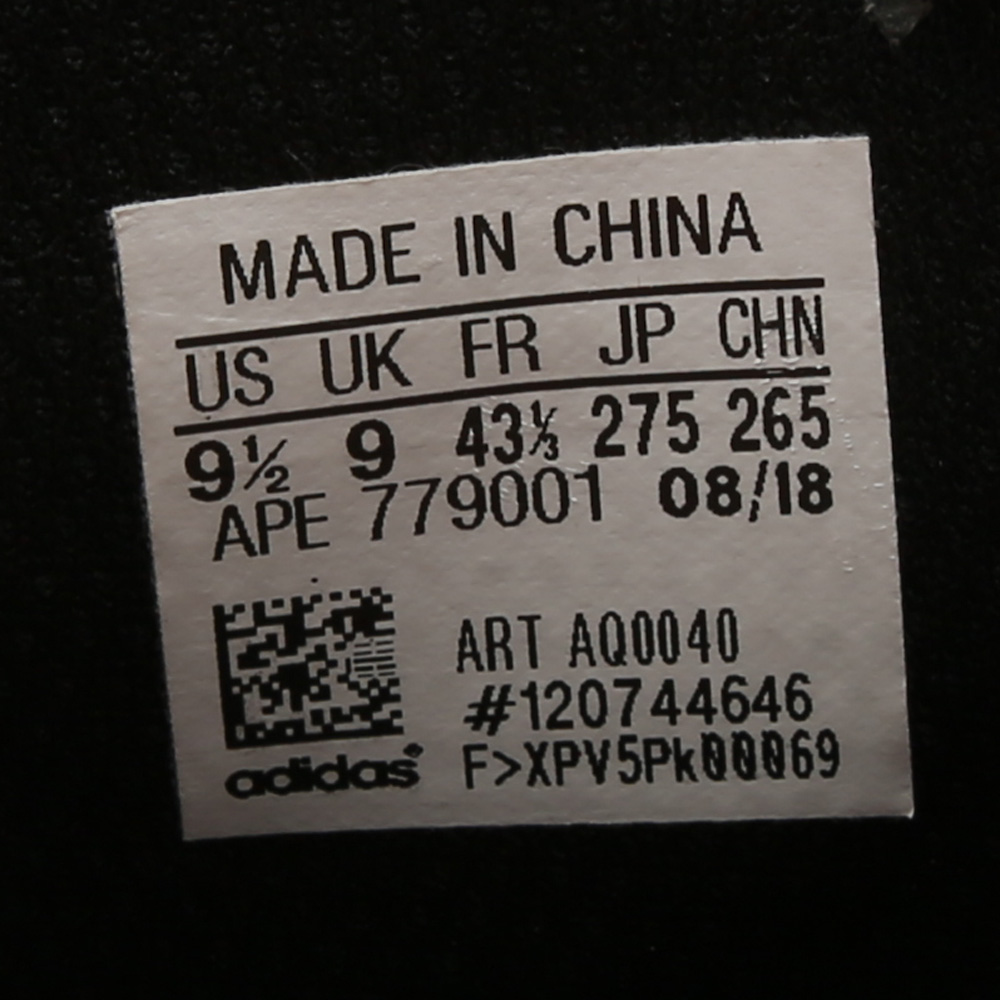 MADE IN CHINA
US UK FR JP CHN
9½ 9 43⅓ 275 265
APE 779001 08/18
ART AQ0040
#120744646
F>XPV5Pk00069
adidas